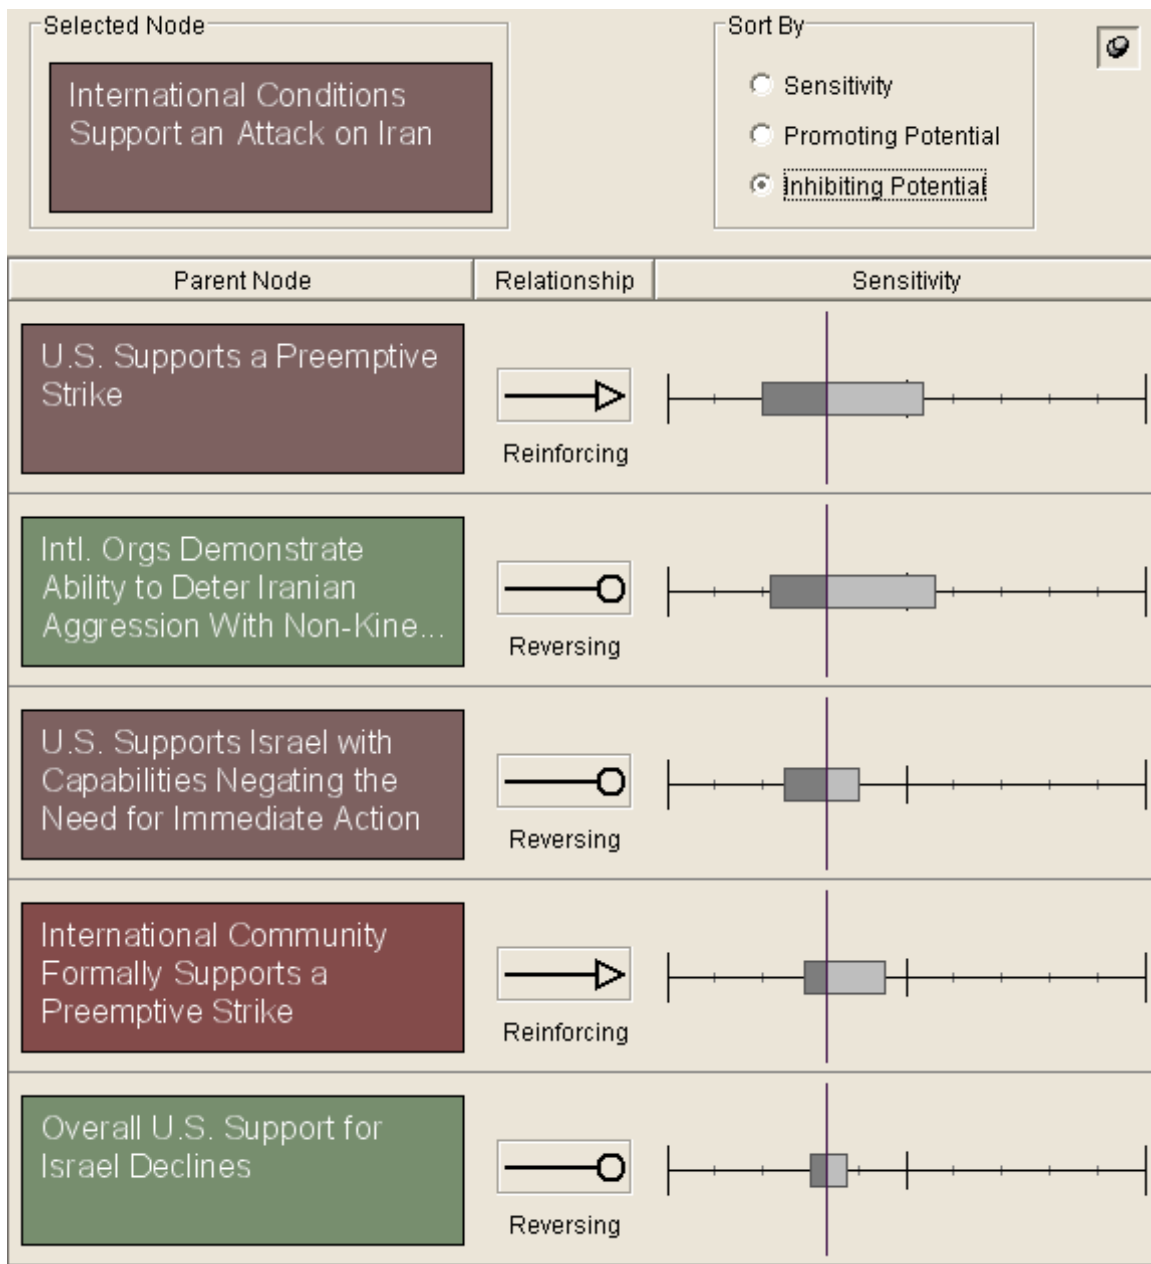 Selected Node
Sort By
International Conditions
Support an Attack on Iran
Sensitivity
Promoting Potential
Inhibiting Potential
Parent Node
Relationship
Sensitivity
U.S. Supports a Preemptive
Strike
Reinforcing
Intl. Orgs Demonstrate
Ability to Deter Iranian
Aggression With Non-Kine...
Reversing
U.S. Supports Israel with
Capabilities Negating the
Need for Immediate Action
Reversing
International Community
Formally Supports a
Preemptive Strike
Reinforcing
Overall U.S. Support for
Israel Declines
Reversing